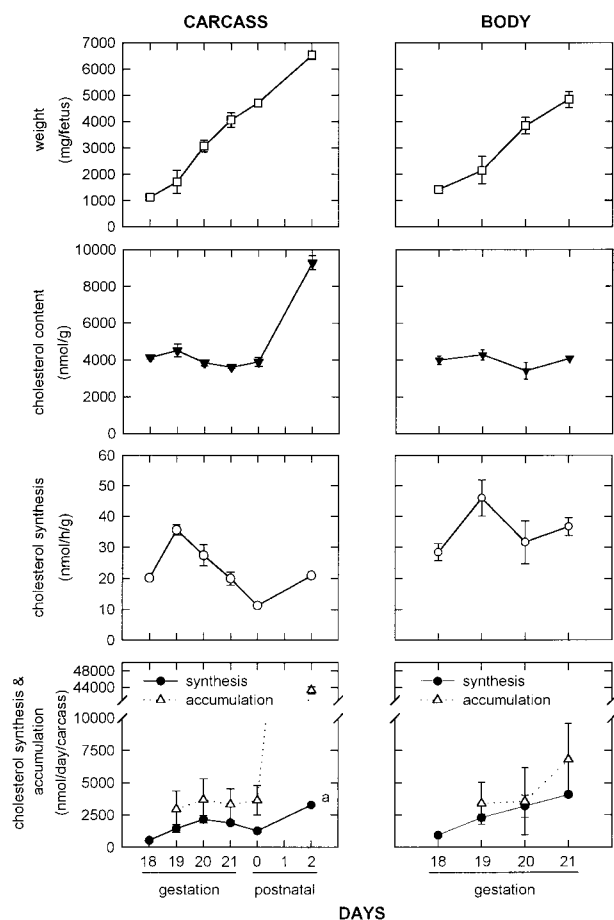 CARCASS
BODY
weight
(mg/fetus)
7000
6000
5000
4000
3000
2000
1000
0
cholesterol content
(nmol/g)
10000
8000
6000
4000
2000
0
cholesterol synthesis
(nmol/h/g)
60
50
40
30
20
10
0
cholesterol synthesis &
accumulation
(nmol/day/carcass)
48000
44000
10000
7500
5000
2500
0
synthesis
accumulation
a
synthesis
accumulation
18 19 20 21 0 1 2
gestation postnatal
18 19 20 21
gestation
DAYS